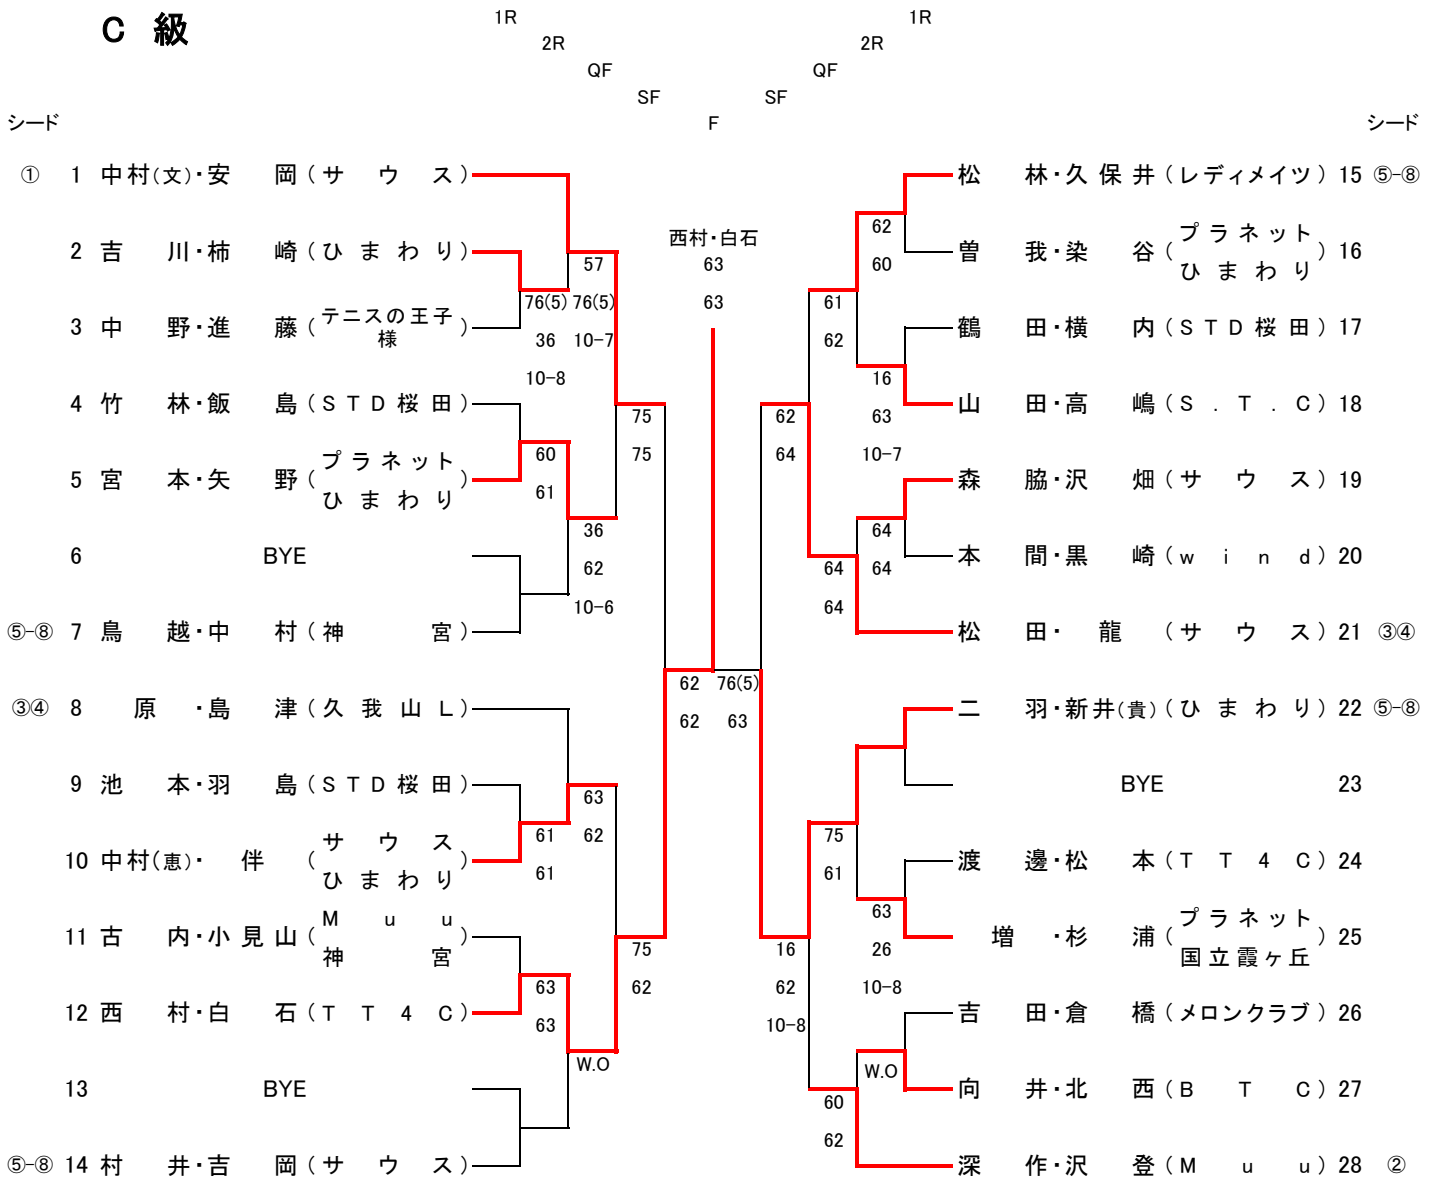 C 級
1R 1R
2R 2R
QF QF
SF SF
F
シード シード
① 1 中村(文)・安 岡 (サ ウ ス)
2 吉 川・柿 崎 (ひ ま わ り)
3 中 野・進 藤 (テニスの王子様)
4 竹 林・飯 島 (S T D 桜 田)
5 宮 本・矢 野 (プ ラ ネ ッ ト ひ ま わ り)
6 BYE
⑤-⑧ 7 鳥 越・中 村 (神 宮)
③④ 8 原 ・島 津 (久 我 山 L)
9 池 本・羽 島 (S T D 桜 田)
10 中村(恵)・ 伴 (サ ウ ス ひ ま わ り)
11 古 内・小 見 山 (M u u 神 宮)
12 西 村・白 石 (T T 4 C)
13 BYE
⑤-⑧ 14 村 井・吉 岡 (サ ウ ス)
57
76(5) 76(5)
36 10-7
10-8
60
61
36
62
10-6
75
75
61
61
63
62
63
63
W.O
75
62
62
62
西村・白石
63
63
76(5)
63
松 林・久 保 井 (レディメイツ) 15 ⑤-⑧
曽 我・染 谷 (プ ラ ネ ッ ト ひ ま わ り) 16
鶴 田・横 内 (S T D 桜 田) 17
山 田・高 嶋 (S . T . C) 18
森 脇・沢 畑 (サ ウ ス) 19
本 間・黒 崎 (w i n d) 20
松 田・ 龍 (サ ウ ス) 21 ③④
二 羽・新井(貴) (ひ ま わ り) 22 ⑤-⑧
BYE 23
渡 邊・松 本 (T T 4 C) 24
増 ・杉 浦 (プ ラ ネ ッ ト 国 立 霞 ヶ 丘) 25
吉 田・倉 橋 (メロンクラブ) 26
向 井・北 西 (B T C) 27
深 作・沢 登 (M u u) 28 ②
62
60
61
62
16
63
10-7
62
64
64
64
64
64
75
61
63
26
10-8
16
62
10-8
W.O
60
62